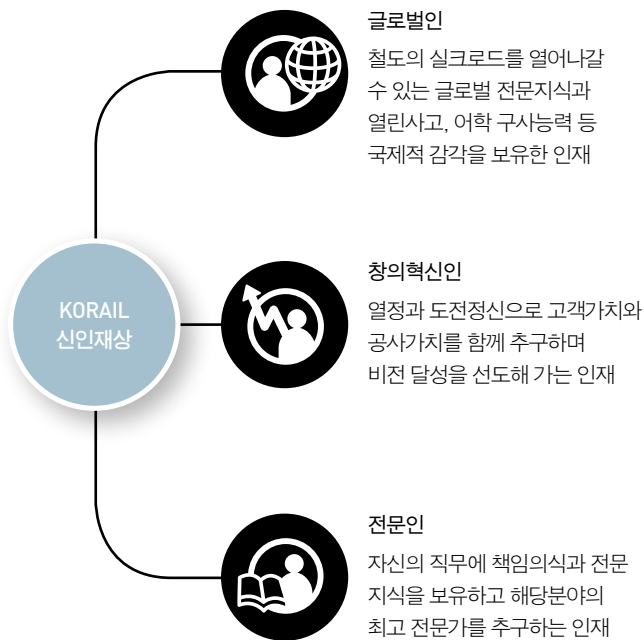 글로벌인
철도의 실크로드를 열어나갈
수 있는 글로벌 전문지식과
열린사고, 어학 구사능력 등
국제적 감각을 보유한 인재
KORAIL
신인재상
창의혁신인
열정과 도전정신으로 고객가치와
공사가치를 함께 추구하며
비전 달성을 선도해 가는 인재
전문인
자신의 직무에 책임의식과 전문
지식을 보유하고 해당분야의
최고 전문가를 추구하는 인재